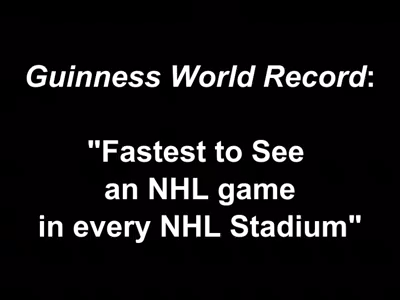 Guinness World Record:
"Fastest to See
an NHL game
in every NHL Stadium"